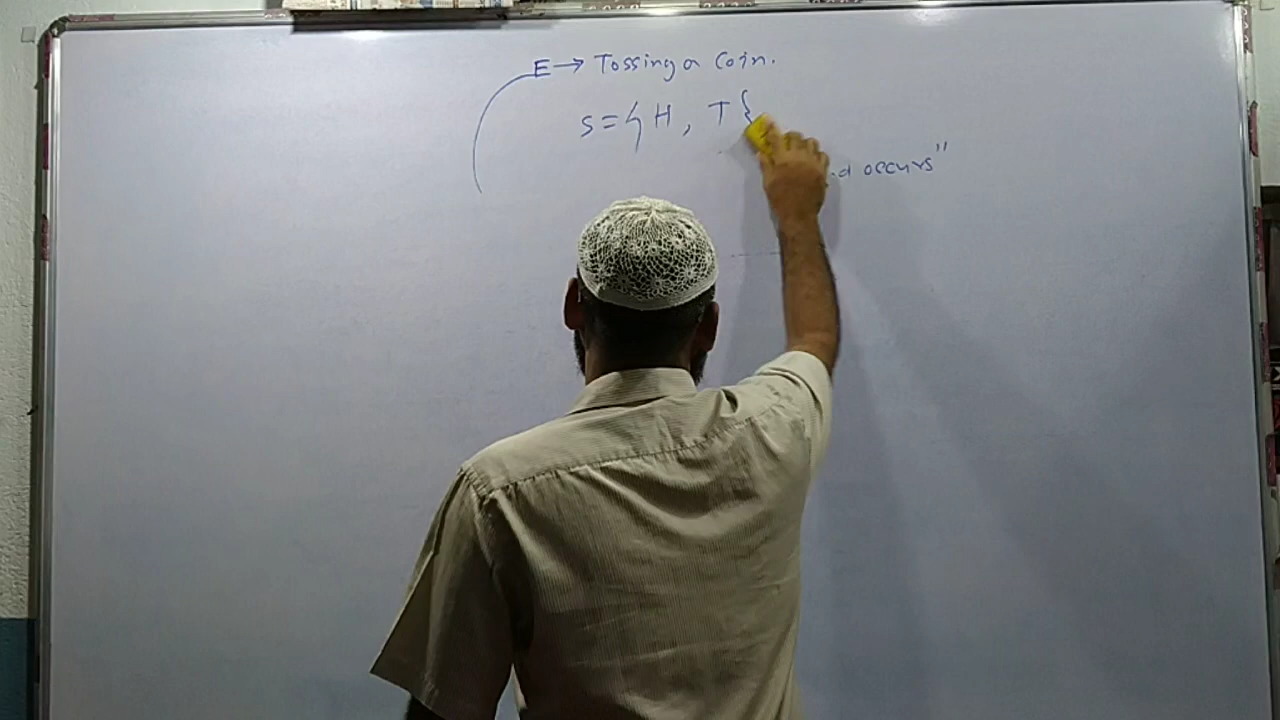 E → Tossing a Coin.
S = { H, T }
occurs"